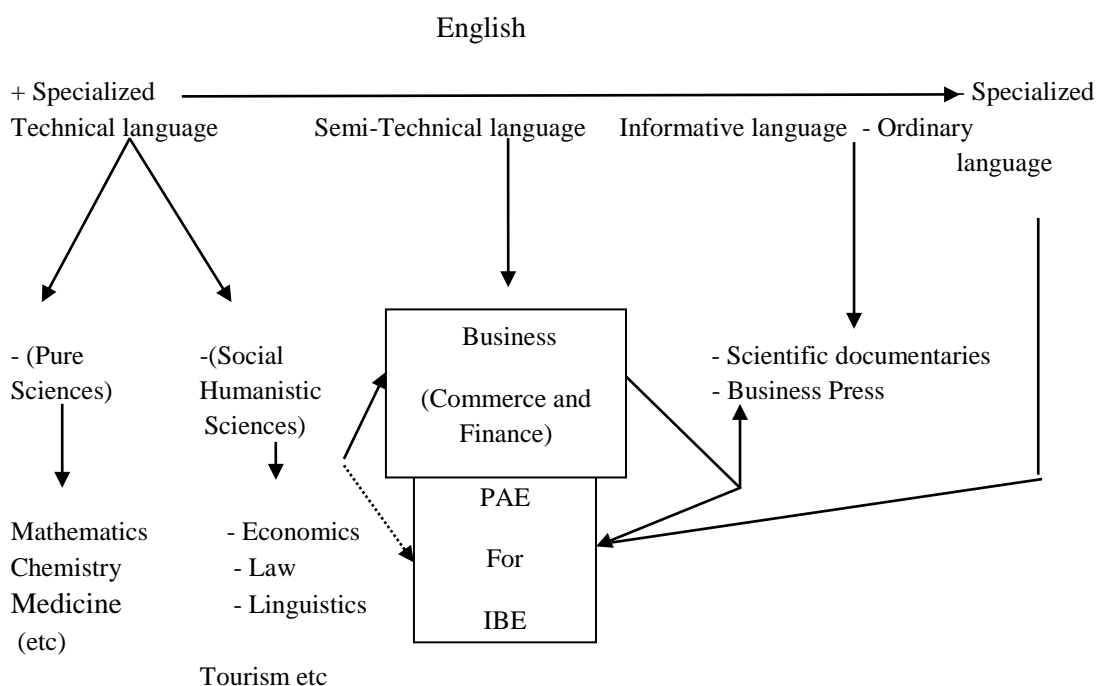 English
+ Specialized - Specialized
Technical language Semi-Technical language Informative language - Ordinary
language
- (Pure
Sciences)
-(Social
Humanistic
Sciences)
Business
(Commerce and
Finance)
- Scientific documentaries
- Business Press
Mathematics
Chemistry
Medicine
(etc)
- Economics
- Law
- Linguistics
Tourism etc
PAE
For
IBE